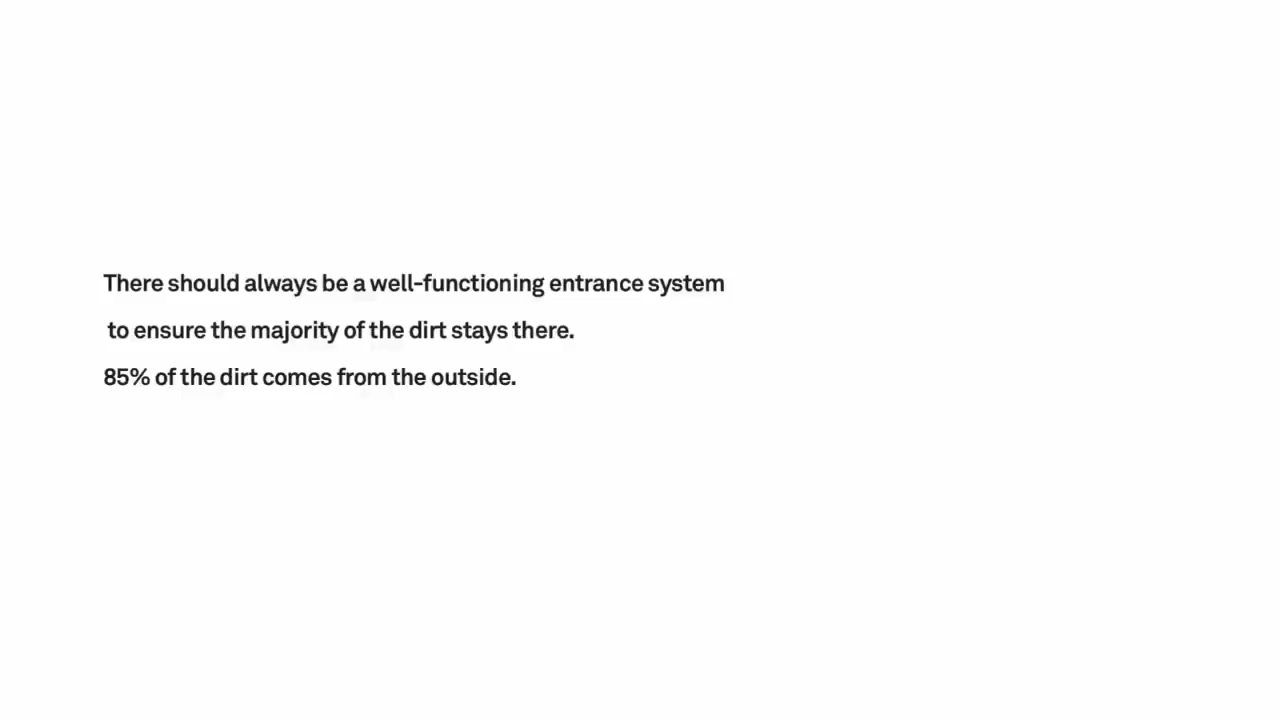 There should always be a well-functioning entrance system
to ensure the majority of the dirt stays there.
85% of the dirt comes from the outside.